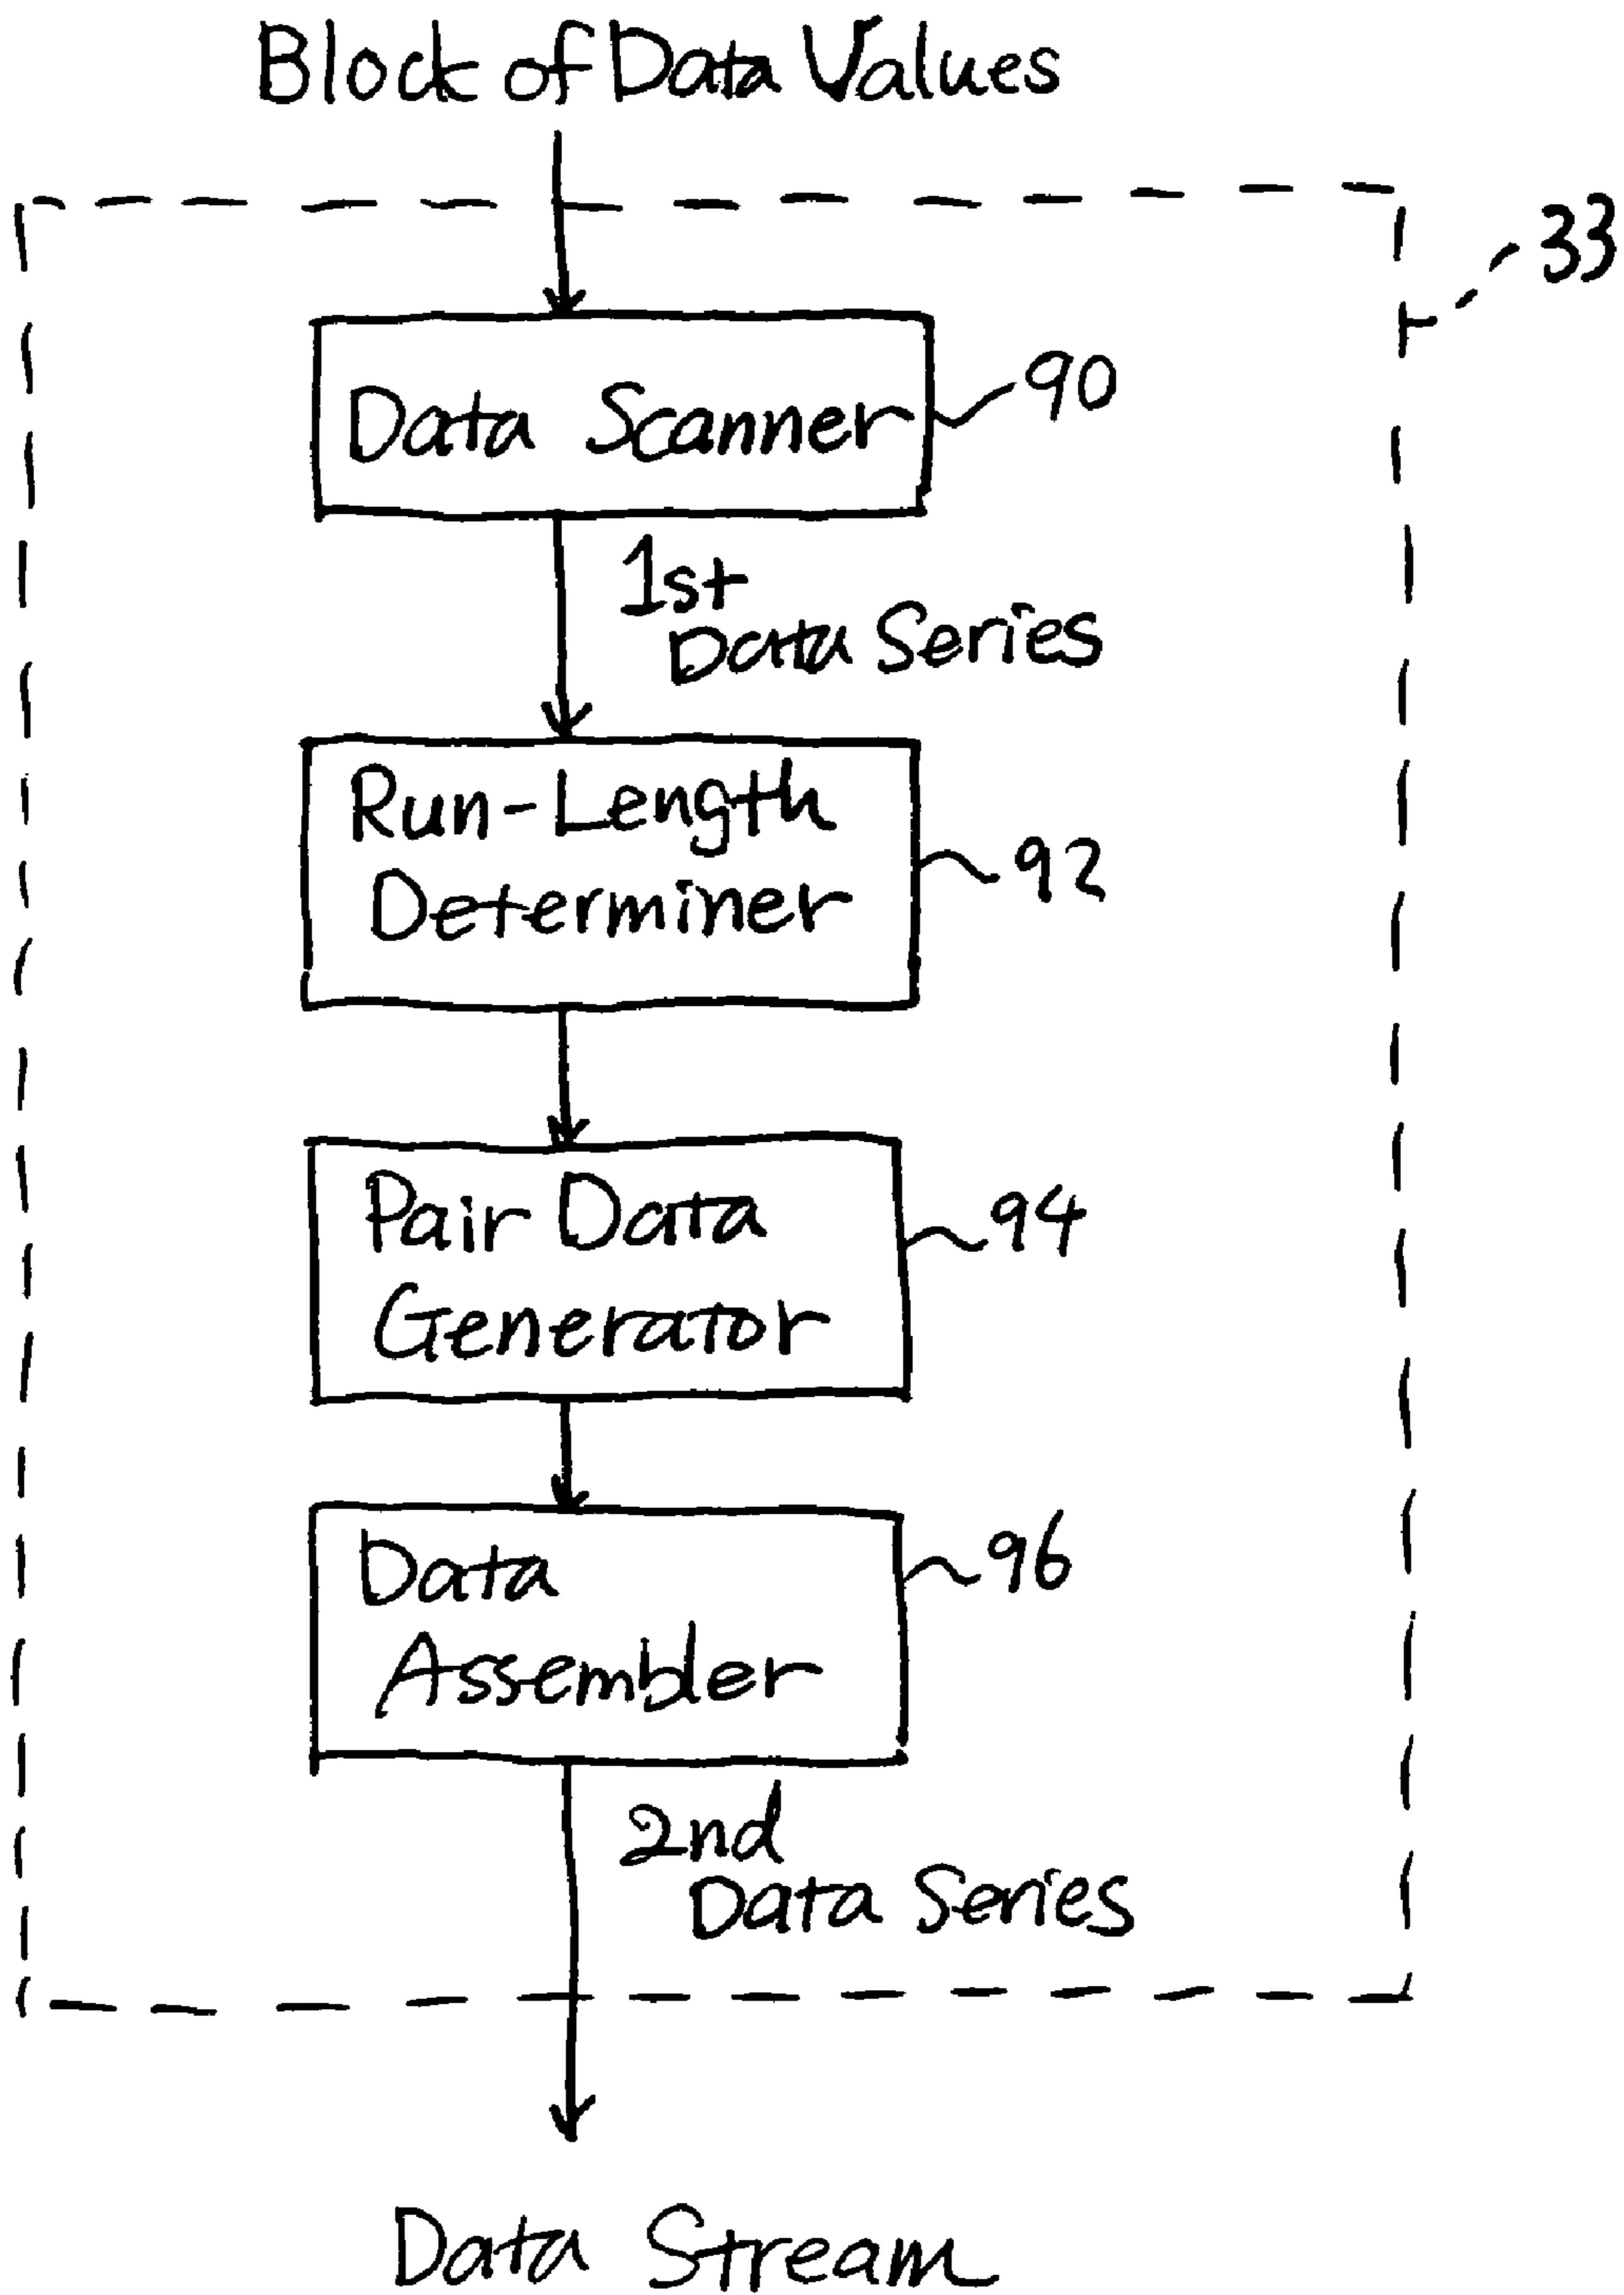 Block of Data Values
33
Data Scanner
90
1st
Data Series
Run-Length
Determiner
92
Pair Data
Generator
94
Data
Assembler
96
2nd
Data Series
Data Stream